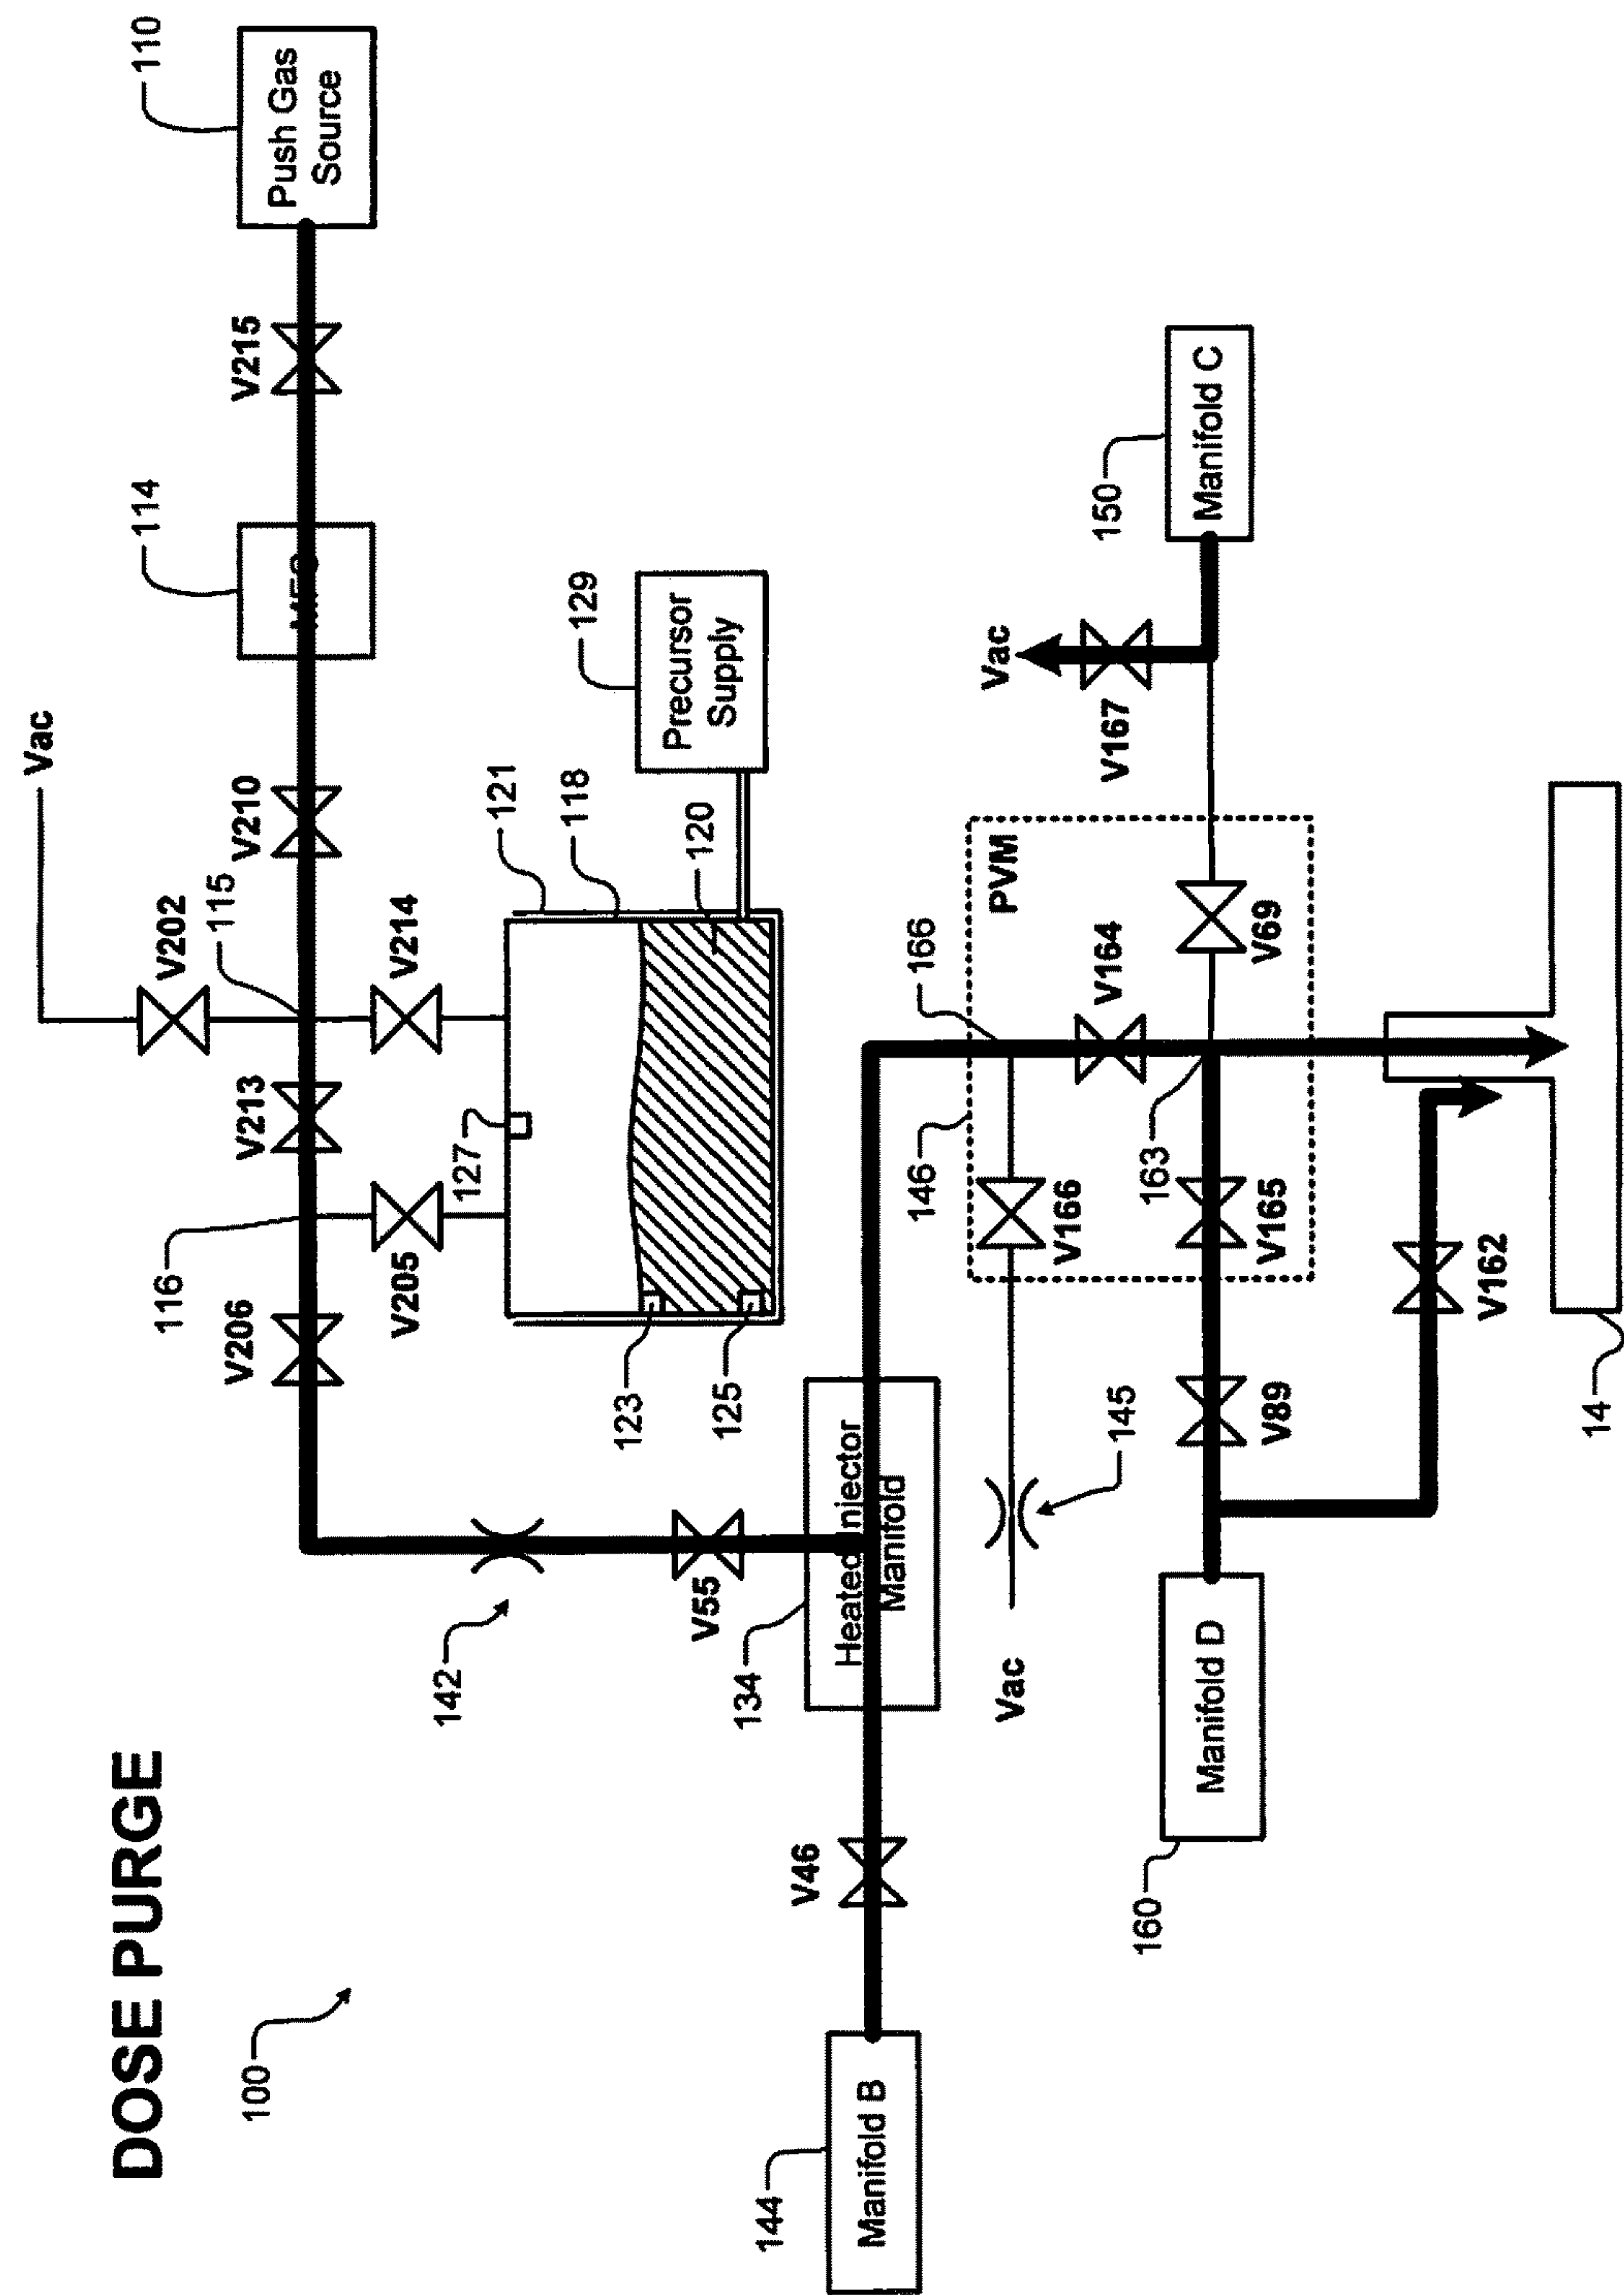 DOSE PURGE
100
Vac
V202
110
Push Gas
Source
V215
114
V210
115
V213
V214
116
V206
V205
127
121
118
120
129
Precursor
Supply
123
125
142
V55
134
Heated Injector
Manifold
144
Manifold B
V46
Vac
145
146
166
PVM
V166
V164
163
V165
V69
Vac
V167
150
Manifold C
160
Manifold D
V89
V162
14